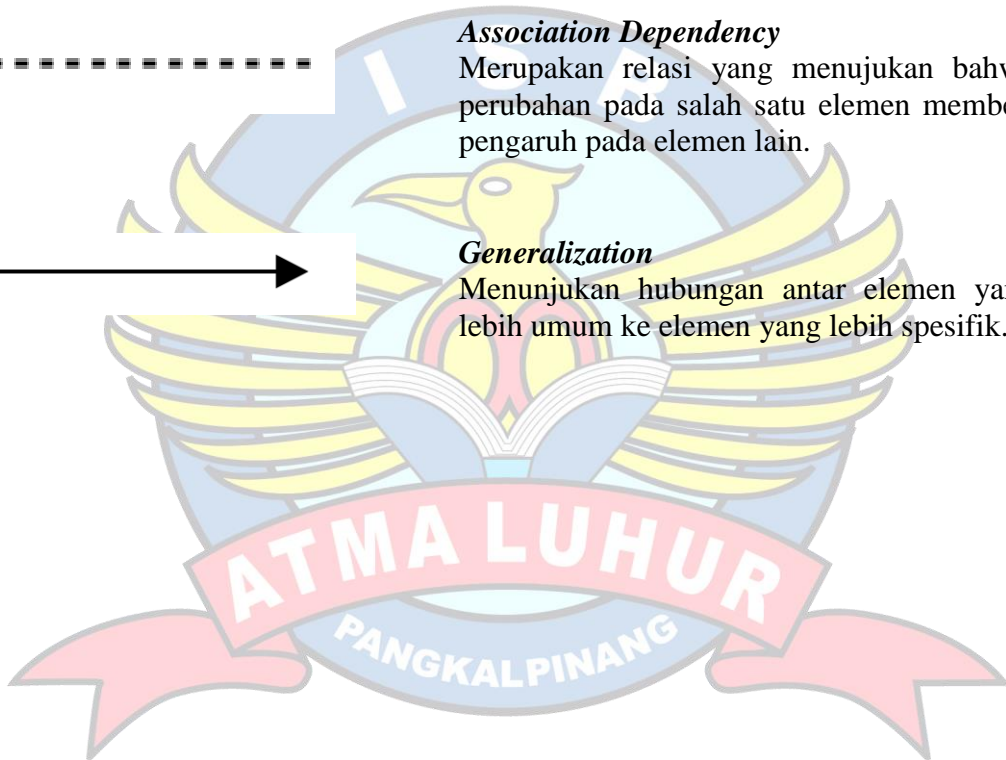 Association Dependency
Merupakan relasi yang menujukan bahw
perubahan pada salah satu elemen membe
pengaruh pada elemen lain.
Generalization
Menunjukan hubungan antar elemen ya
lebih umum ke elemen yang lebih spesifik.
I S B
ATMA LUHUR
PANGKALPINANG